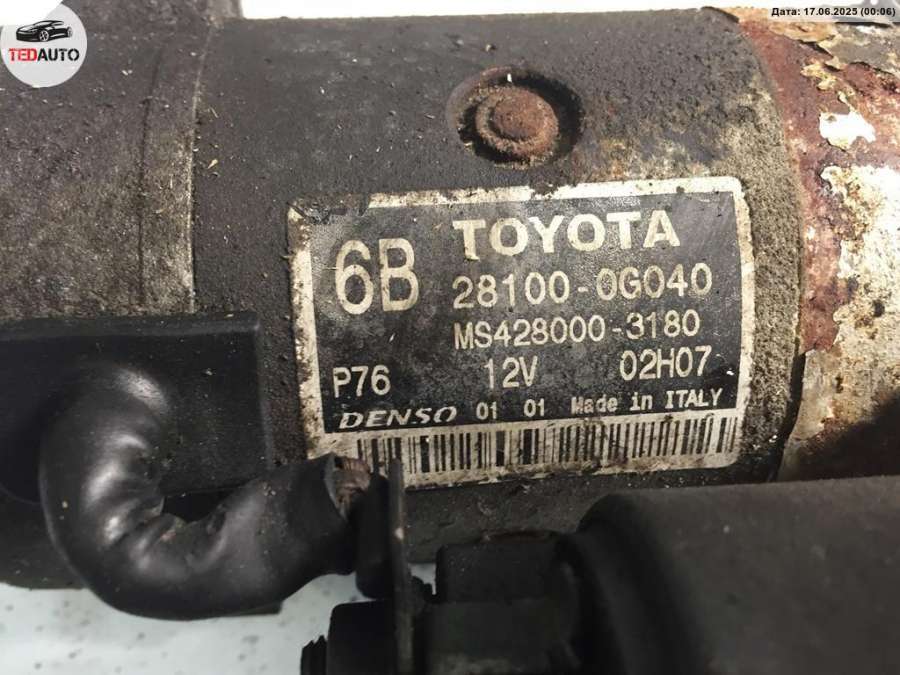 TEDAUTO
Дата: 17.06.2025 (00:06)
6B TOYOTA
28100-0G040
MS428000-3180
P76 12V 02H07
DENSO 01 01 Made in ITALY